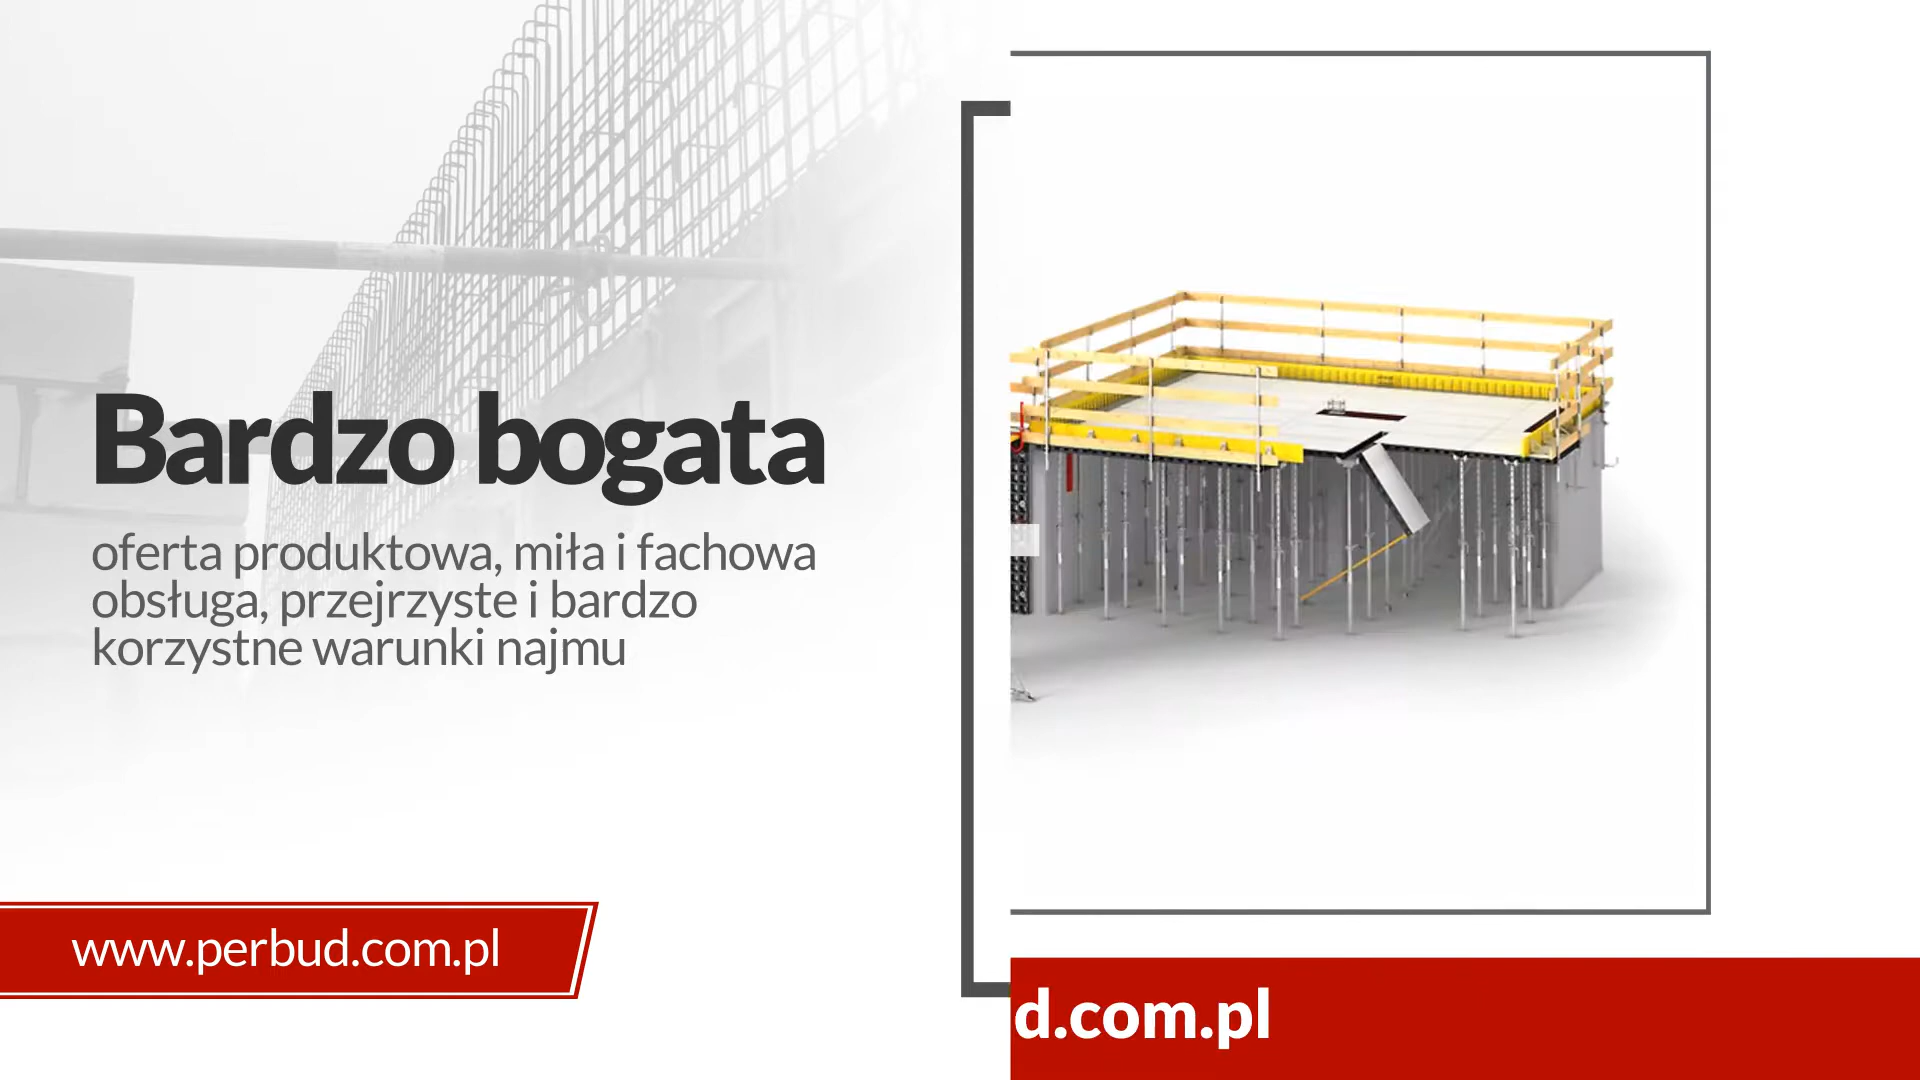 Bardzo bogata
oferta produktowa, miła i fachowa
obsługa, przejrzyste i bardzo
korzystne warunki najmu
www.perbud.com.pl
d.com.pl